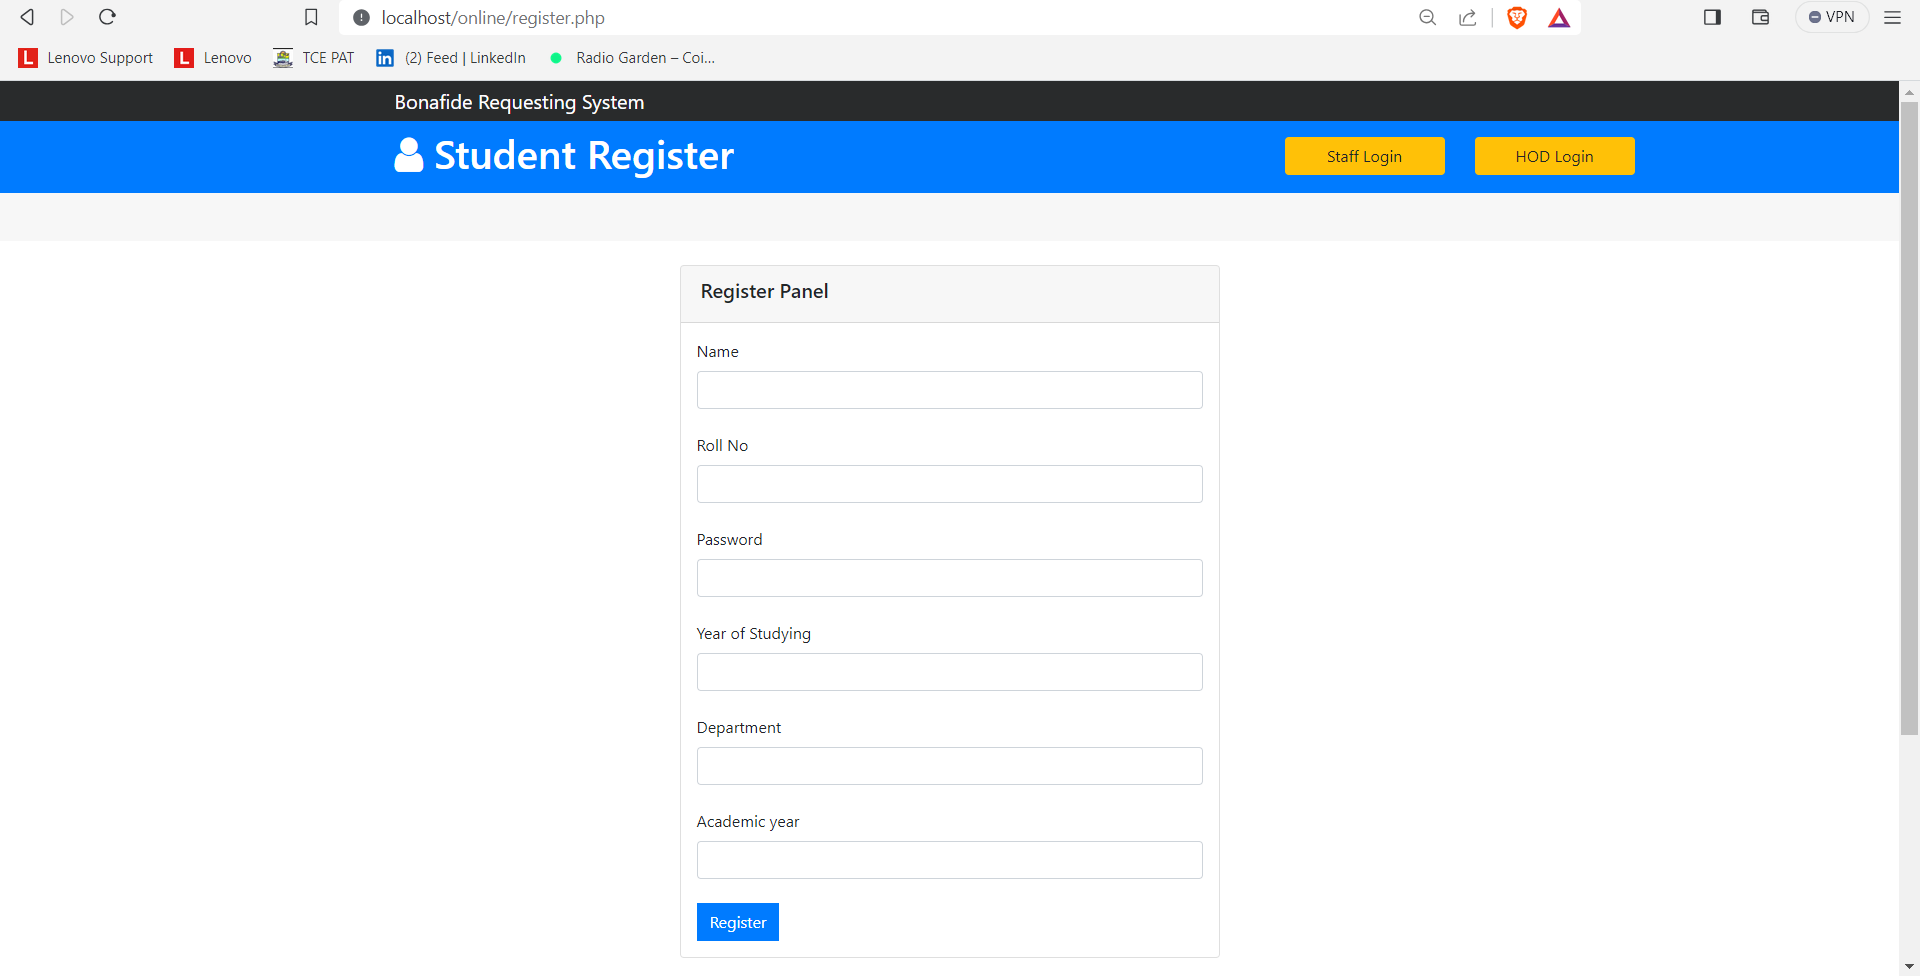 localhost/online/register.php
VPN
L Lenovo Support L Lenovo TCE PAT in (2) Feed | LinkedIn Radio Garden – Coi...
Bonafide Requesting System
Student Register Staff Login HOD Login
Register Panel
Name
Roll No
Password
Year of Studying
Department
Academic year
Register